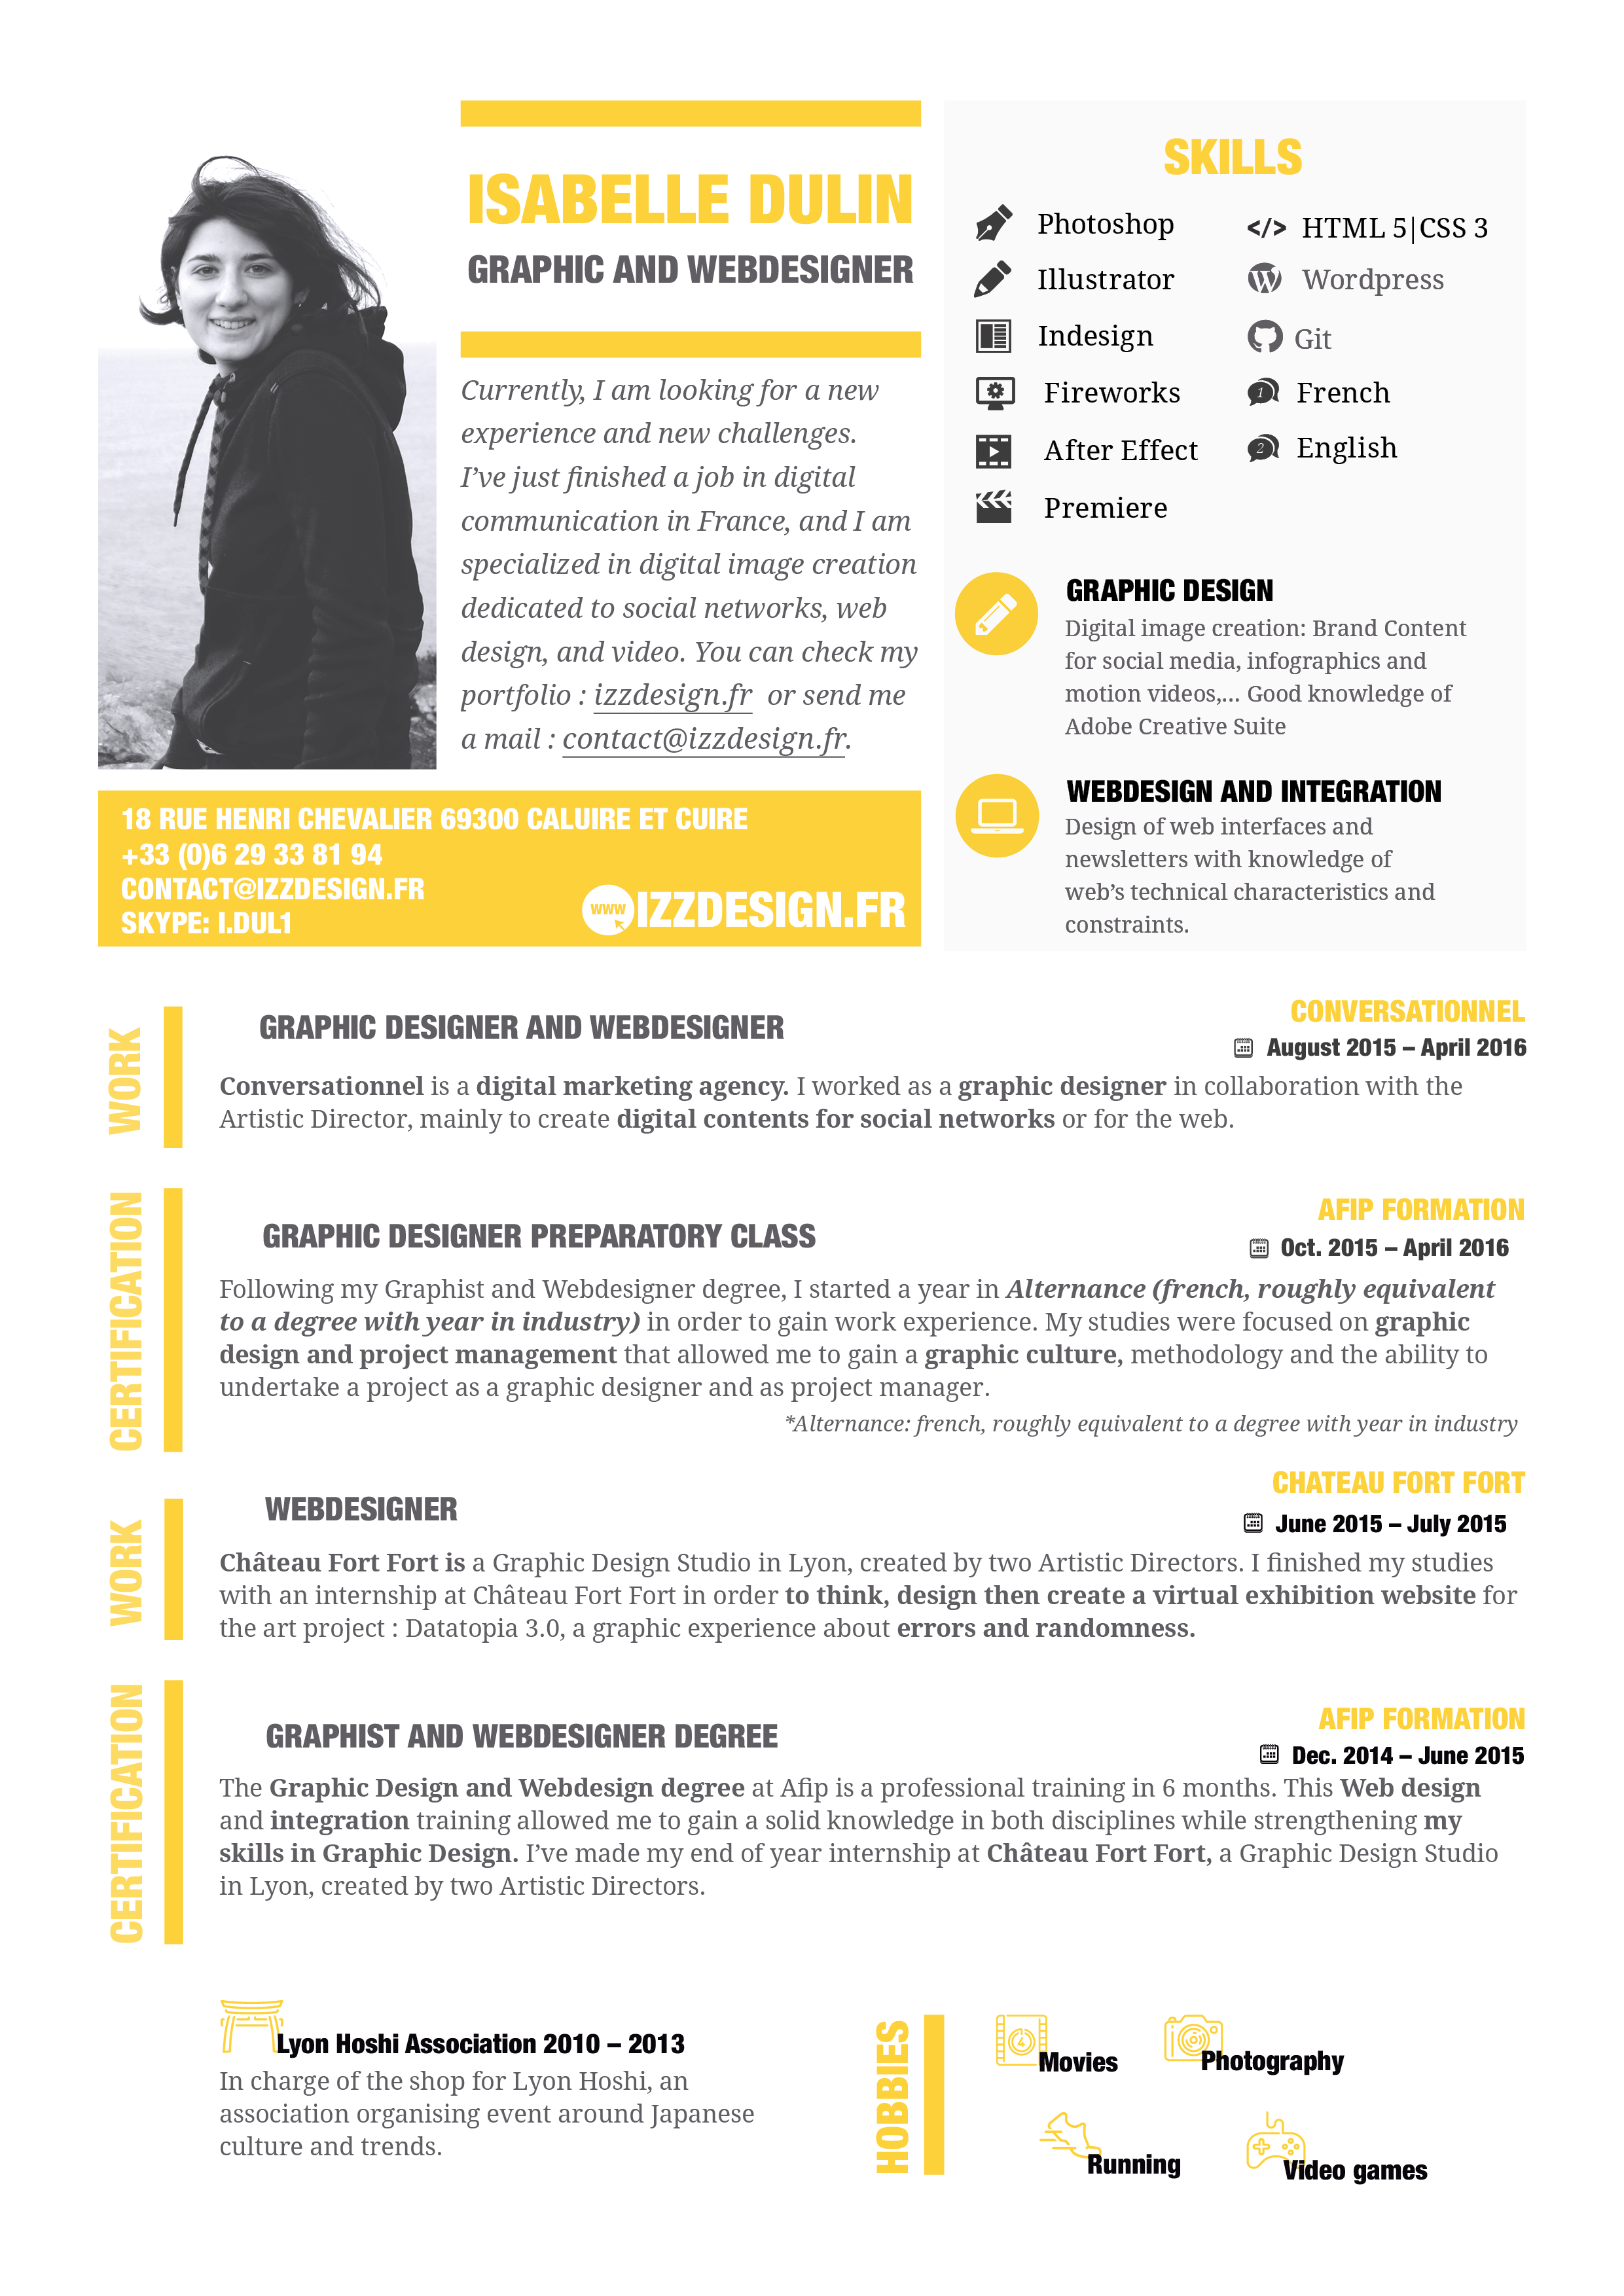 ISABELLE DULIN
GRAPHIC AND WEBDESIGNER
Currently, I am looking for a new
experience and new challenges.
I’ve just finished a job in digital
communication in France, and I am
specialized in digital image creation
dedicated to social networks, web
design, and video. You can check my
portfolio : izzdesign.fr or send me
a mail : contact@izzdesign.fr.
18 RUE HENRI CHEVALIER 69300 CALUIRE ET CUIRE
+33 (0)6 29 33 81 94
CONTACT@IZZDESIGN.FR
SKYPE: I.DUL1
WWW IZZDESIGN.FR
SKILLS
Photoshop
Illustrator
Indesign
Fireworks
After Effect
Premiere
</> HTML 5|CSS 3
Wordpress
Git
1 French
2 English
GRAPHIC DESIGN
Digital image creation: Brand Content
for social media, infographics and
motion videos,... Good knowledge of
Adobe Creative Suite
WEBDESIGN AND INTEGRATION
Design of web interfaces and
newsletters with knowledge of
web’s technical characteristics and
constraints.
WORK
GRAPHIC DESIGNER AND WEBDESIGNER
CONVERSATIONNEL
August 2015 – April 2016
Conversationnel is a digital marketing agency. I worked as a graphic designer in collaboration with the
Artistic Director, mainly to create digital contents for social networks or for the web.
CERTIFICATION
GRAPHIC DESIGNER PREPARATORY CLASS
AFIP FORMATION
Oct. 2015 – April 2016
Following my Graphist and Webdesigner degree, I started a year in Alternance (french, roughly equivalent
to a degree with year in industry) in order to gain work experience. My studies were focused on graphic
design and project management that allowed me to gain a graphic culture, methodology and the ability to
undertake a project as a graphic designer and as project manager.
*Alternance: french, roughly equivalent to a degree with year in industry
WORK
WEBDESIGNER
CHATEAU FORT FORT
June 2015 – July 2015
Château Fort Fort is a Graphic Design Studio in Lyon, created by two Artistic Directors. I finished my studies
with an internship at Château Fort Fort in order to think, design then create a virtual exhibition website for
the art project : Datatopia 3.0, a graphic experience about errors and randomness.
CERTIFICATION
GRAPHIST AND WEBDESIGNER DEGREE
AFIP FORMATION
Dec. 2014 – June 2015
The Graphic Design and Webdesign degree at Afip is a professional training in 6 months. This Web design
and integration training allowed me to gain a solid knowledge in both disciplines while strengthening my
skills in Graphic Design. I’ve made my end of year internship at Château Fort Fort, a Graphic Design Studio
in Lyon, created by two Artistic Directors.
Lyon Hoshi Association 2010 – 2013
In charge of the shop for Lyon Hoshi, an
association organising event around Japanese
culture and trends.
HOBBIES
4
Movies
Photography
Running
Video games